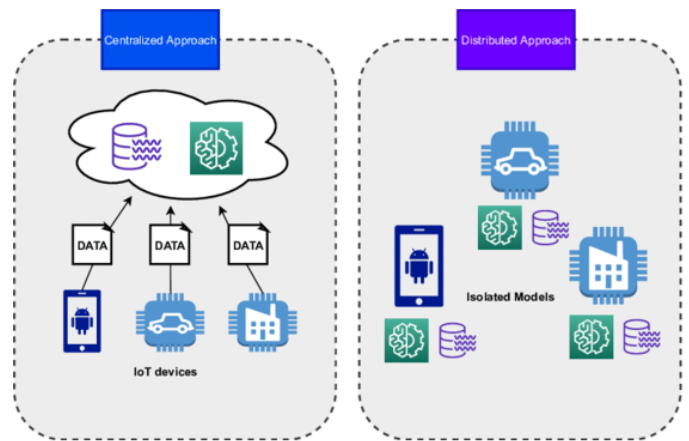 Centralized Approach
Distributed Approach
DATA
DATA
DATA
IoT devices
Isolated Models